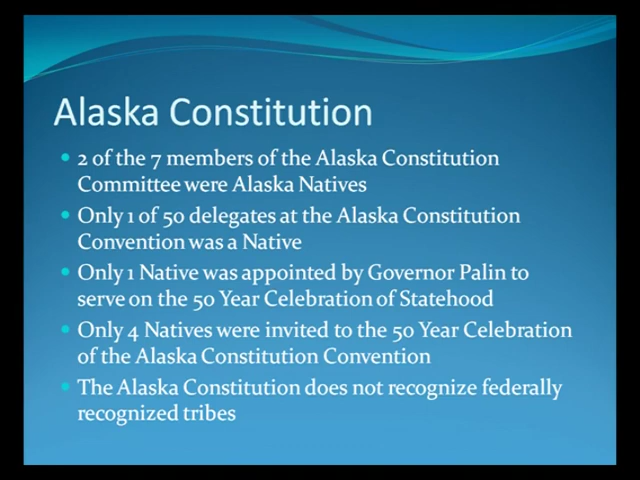 Alaska Constitution
• 2 of the 7 members of the Alaska Constitution
Committee were Alaska Natives
• Only 1 of 50 delegates at the Alaska Constitution
Convention was a Native
• Only 1 Native was appointed by Governor Palin to
serve on the 50 Year Celebration of Statehood
• Only 4 Natives were invited to the 50 Year Celebration
of the Alaska Constitution Convention
• The Alaska Constitution does not recognize federally
recognized tribes